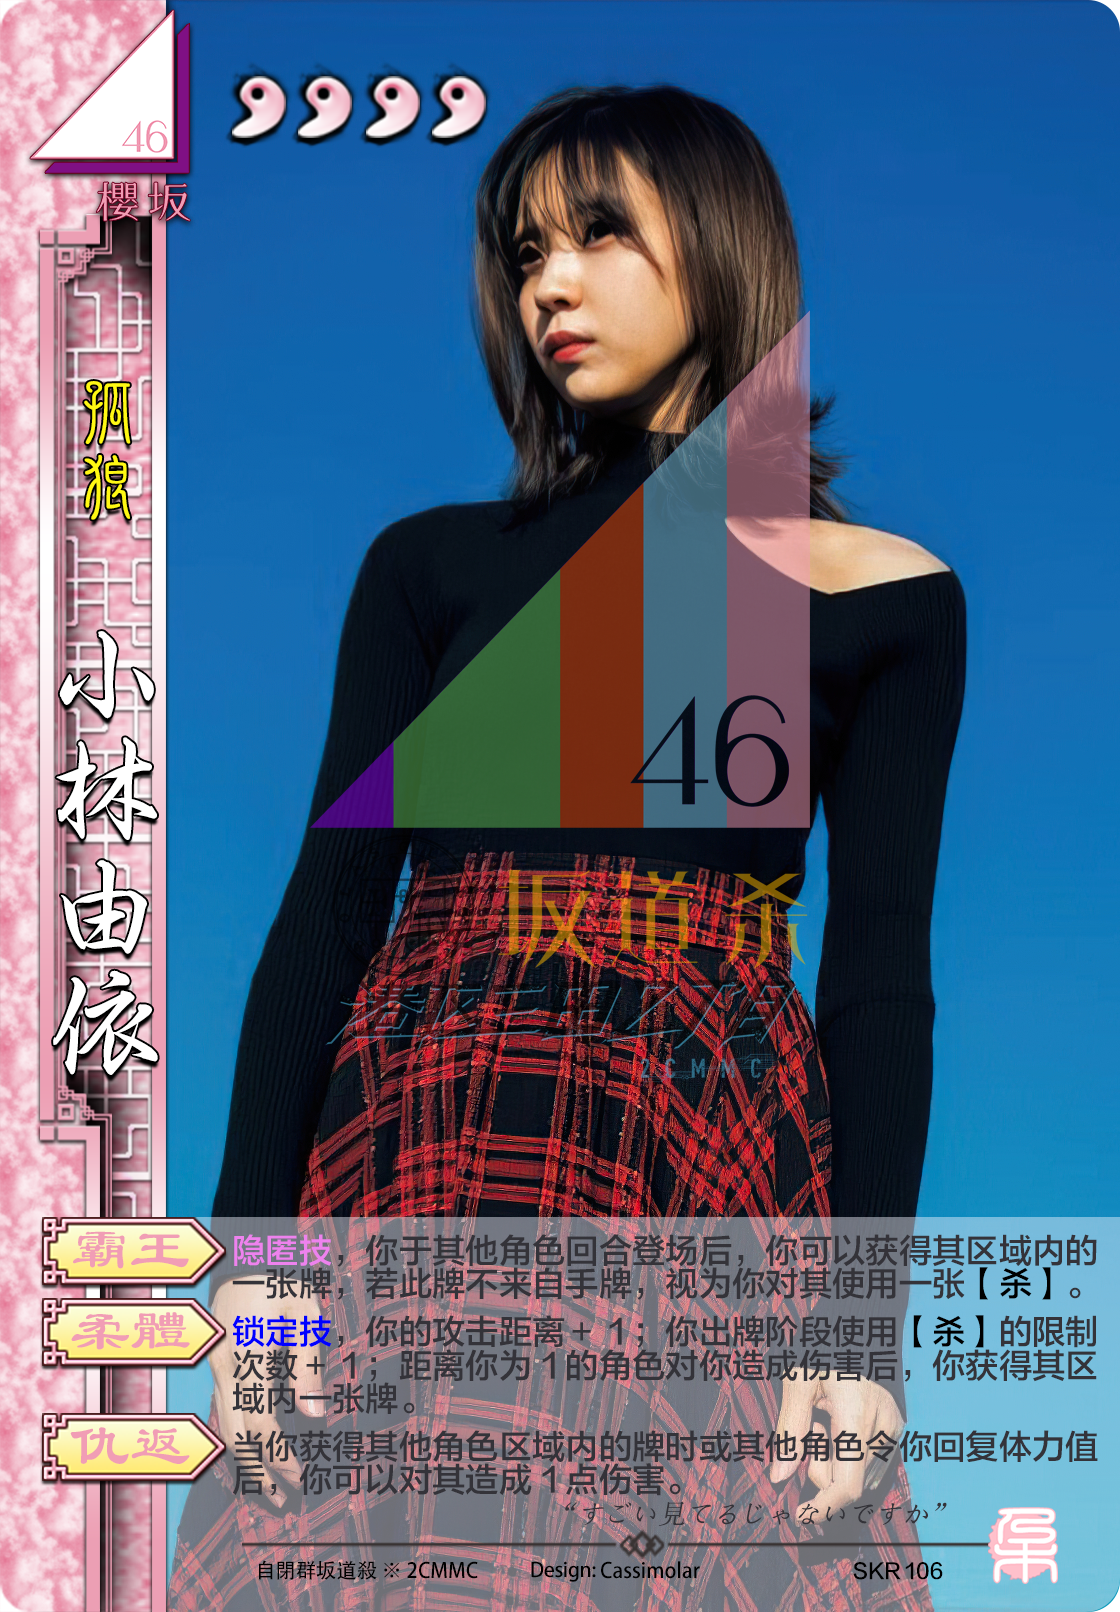 46
櫻坂
孤狼
小林由依
46
坂道杀
2CMMC
霸王
隐匿技，你于其他角色回合登场后，你可以获得其区域内的
一张牌，若此牌不来自手牌，视为你对其使用一张【杀】。
柔體
锁定技，你的攻击距离＋1；你出牌阶段使用【杀】的限制
次数＋1；距离你为1的角色对你造成伤害后，你获得其区
域内一张牌。
仇返
当你获得其他角色区域内的牌时或其他角色令你回复体力值
后，你可以对其造成1点伤害。
“すごい見てるじゃないですか”
自閉群坂道殺 ※ 2CMMC Design: Cassimolar SKR 106